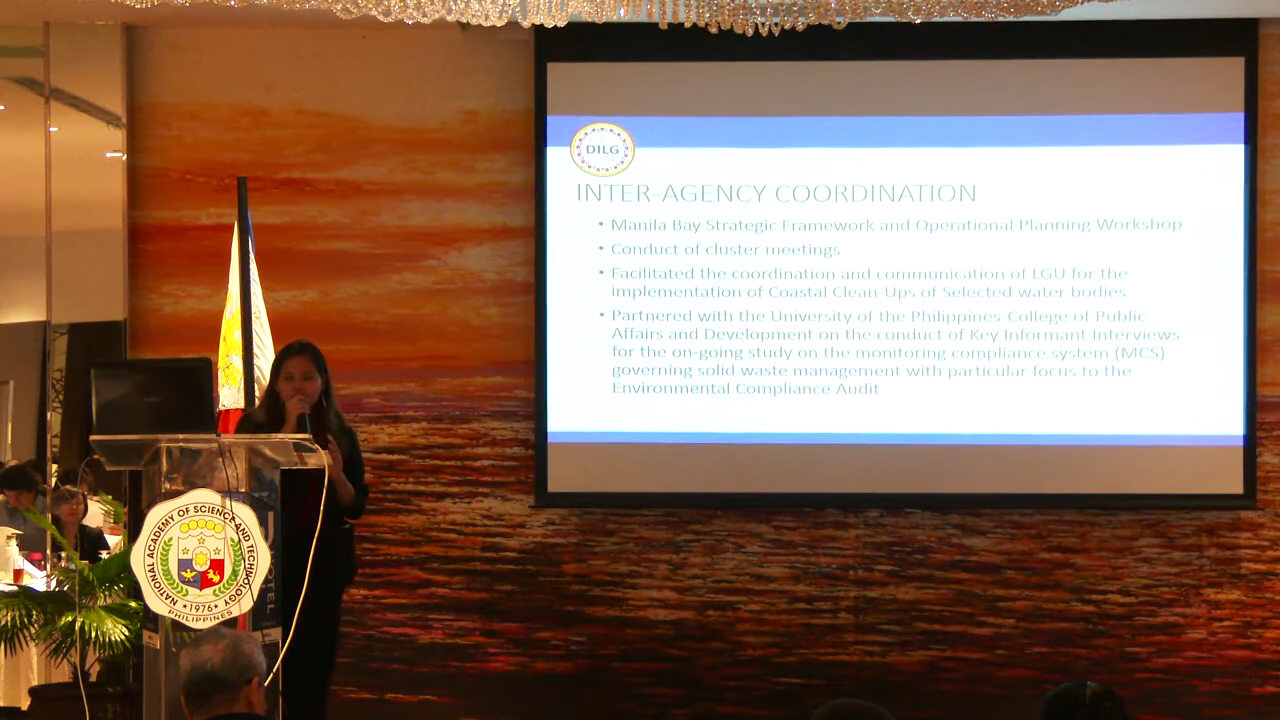 DILG
INTER-AGENCY COORDINATION
• Manila Bay Strategic Framework and Operational Planning Workshop
• Conduct of cluster meetings
• Facilitated the coordination and communication of LGU for the
implementation of Coastal Clean-Ups of Selected water bodies
• Partnered with the University of the Philippines-College of Public
Affairs and Development on the conduct of Key Informant Interviews
for the on-going study on the monitoring compliance system (MCS)
governing solid waste management with particular focus to the
Environmental Compliance Audit
NATIONAL ACADEMY OF SCIENCE AND TECHNOLOGY
★1976★
PHILIPPINES